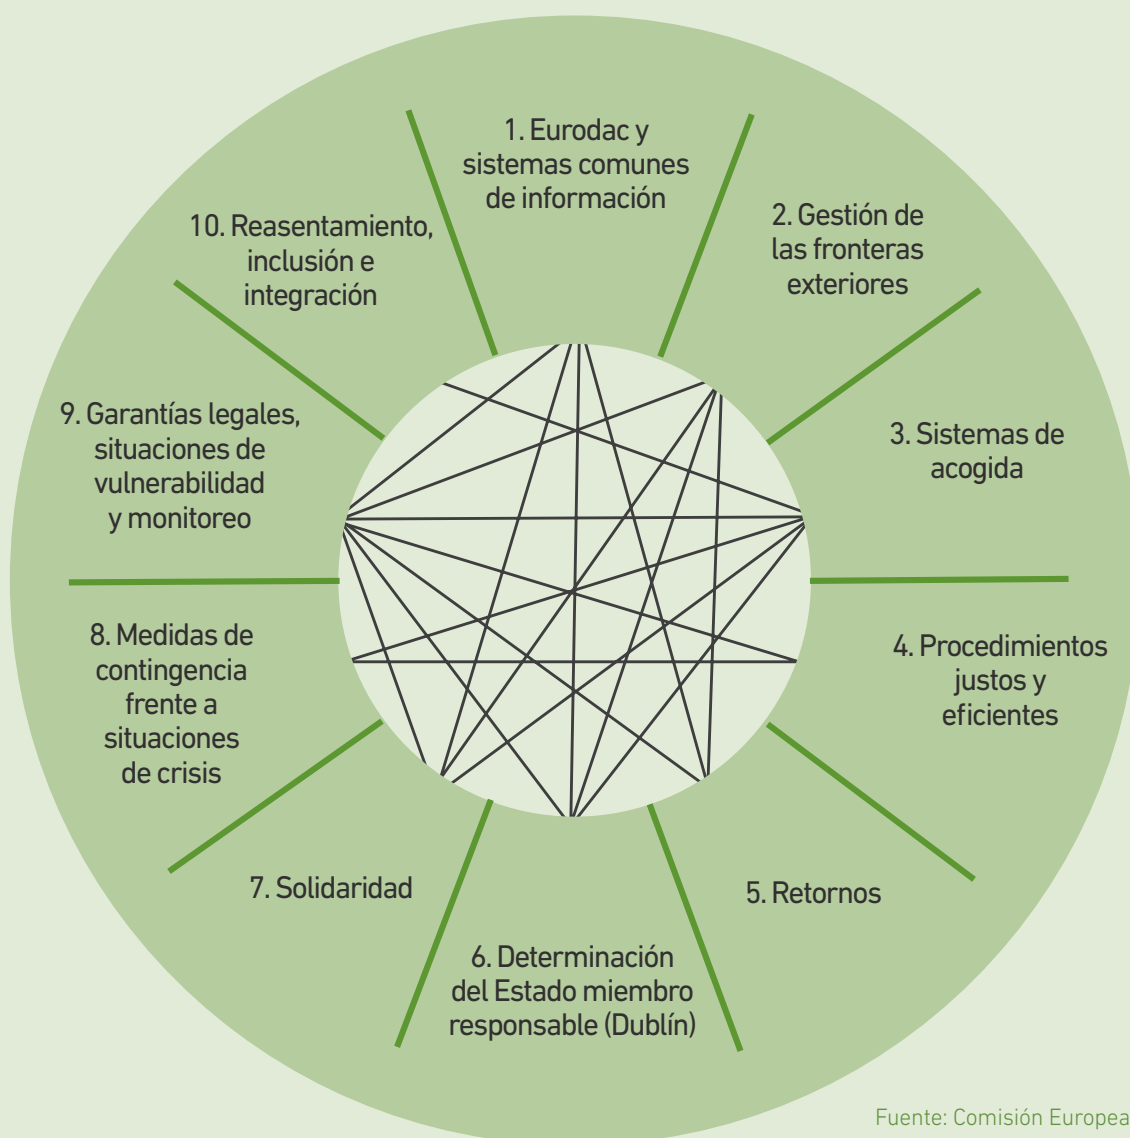 1. Eurodac y
sistemas comunes
de información
2. Gestión de
las fronteras
exteriores
3. Sistemas de
acogida
4. Procedimientos
justos y
eficientes
5. Retornos
6. Determinación
del Estado miembro
responsable (Dublín)
7. Solidaridad
8. Medidas de
contingencia
frente a
situaciones
de crisis
9. Garantías legales,
situaciones de
vulnerabilidad
y monitoreo
10. Reasentamiento,
inclusión e
integración
Fuente: Comisión Europea